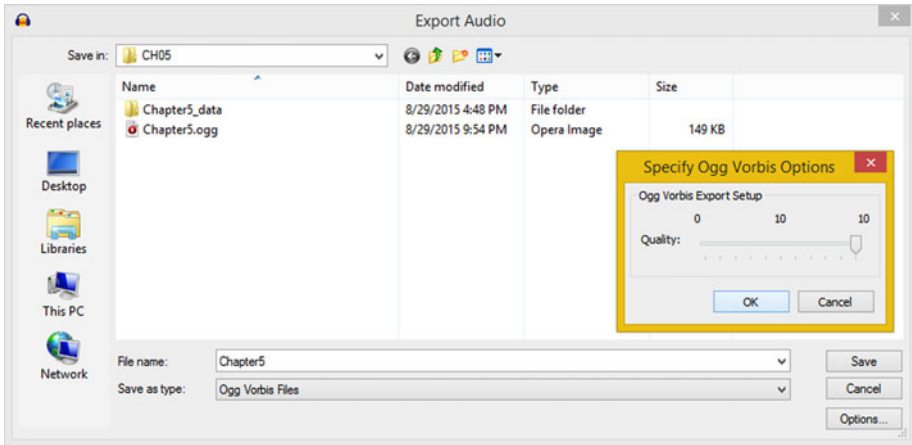 Export Audio
Save in: CH05
Name Date modified Type Size
Chapter5_data 8/29/2015 4:48 PM File folder
Chapter5.ogg 8/29/2015 9:54 PM Opera Image 149 KB
Recent places
Desktop
Libraries
This PC
Network
Specify Ogg Vorbis Options
Ogg Vorbis Export Setup
0 10 10
Quality:
OK Cancel
File name: Chapter5 Save
Save as type: Ogg Vorbis Files Cancel
Options...